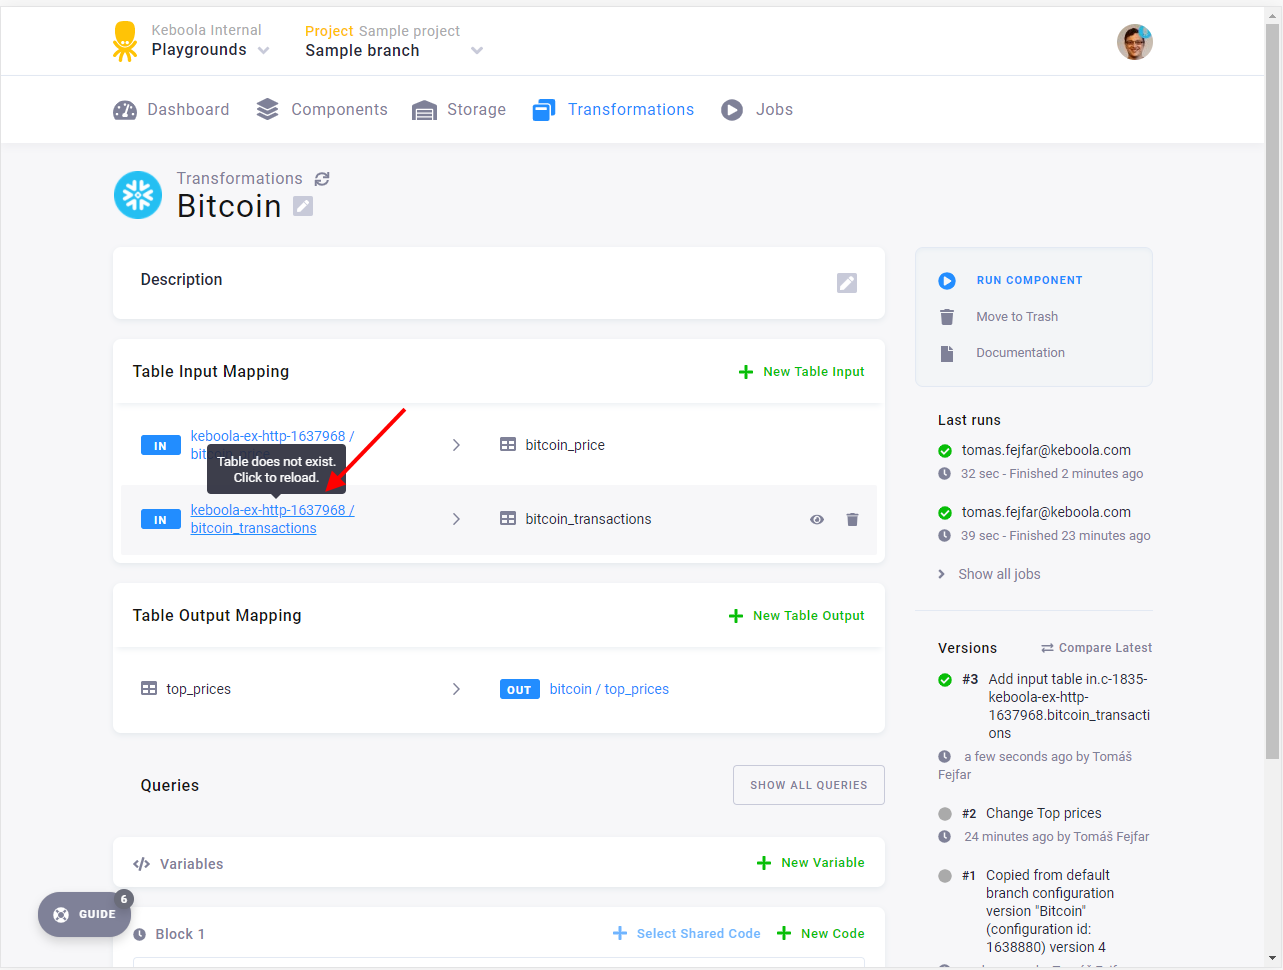 Keboola Internal
Playgrounds
Project Sample project
Sample branch
Dashboard
Components
Storage
Transformations
Jobs
Transformations
Bitcoin
Description
RUN COMPONENT
Move to Trash
Documentation
Table Input Mapping
New Table Input
IN
keboola-ex-http-1637968 /
bitcoin_price
Table does not exist.
Click to reload.
IN
keboola-ex-http-1637968 /
bitcoin_transactions
bitcoin_transactions
Last runs
tomas.fejfar@keboola.com
32 sec - Finished 2 minutes ago
tomas.fejfar@keboola.com
39 sec - Finished 23 minutes ago
Show all jobs
Table Output Mapping
New Table Output
top_prices
OUT
bitcoin / top_prices
Versions
Compare Latest
#3 Add input table in.c-1835-
keboola-ex-http-
1637968.bitcoin_transacti
ons
a few seconds ago by Tomáš
Fejfar
#2 Change Top prices
24 minutes ago by Tomáš Fejfar
#1 Copied from default
branch configuration
version "Bitcoin"
(configuration id:
1638880) version 4
Queries
SHOW ALL QUERIES
Variables
New Variable
GUIDE
6
Block 1
Select Shared Code
New Code